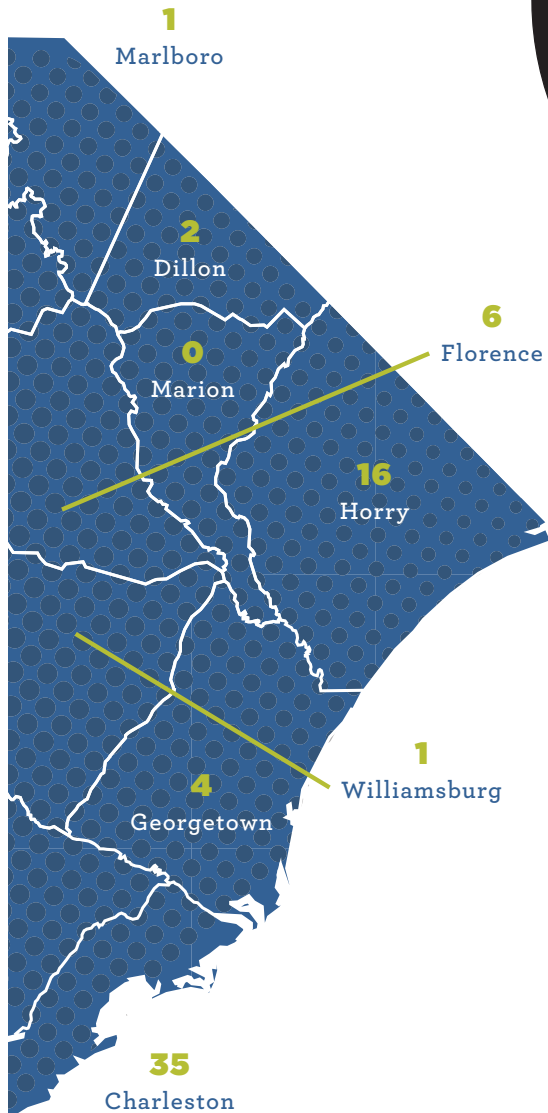 1
Marlboro
2
Dillon
6
Florence
0
Marion
16
Horry
1
Williamsburg
4
Georgetown
35
Charleston